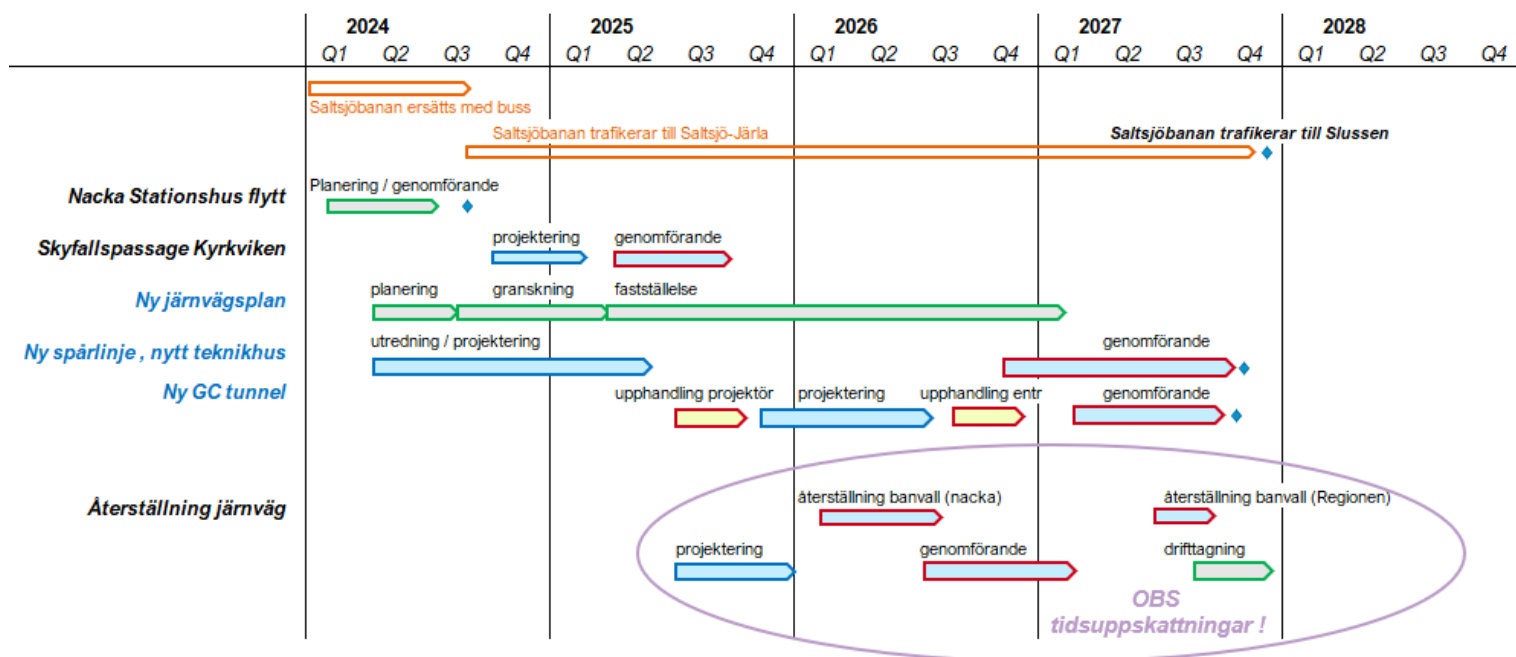 2024 2025 2026 2027 2028
Q1 Q2 Q3 Q4 Q1 Q2 Q3 Q4 Q1 Q2 Q3 Q4 Q1 Q2 Q3 Q4 Q1 Q2 Q3 Q4
Saltsjöbanan ersätts med buss
Saltsjöbanan trafikerar till Saltsjö-Järla Saltsjöbanan trafikerar till Slussen
Nacka Stationshus flytt Planering / genomförande
Skyfallspassage Kyrkviken projektering genomförande
Ny järnvägsplan planering granskning fastställelse
Ny spårlinje , nytt teknikhus utredning / projektering genomförande
Ny GC tunnel upphandling projektör projektering upphandling entr genomförande
Återställning järnväg återställning banvall (nacka) återställning banvall (Regionen)
projektering genomförande drifttagning
OBS
tidsuppskattningar !